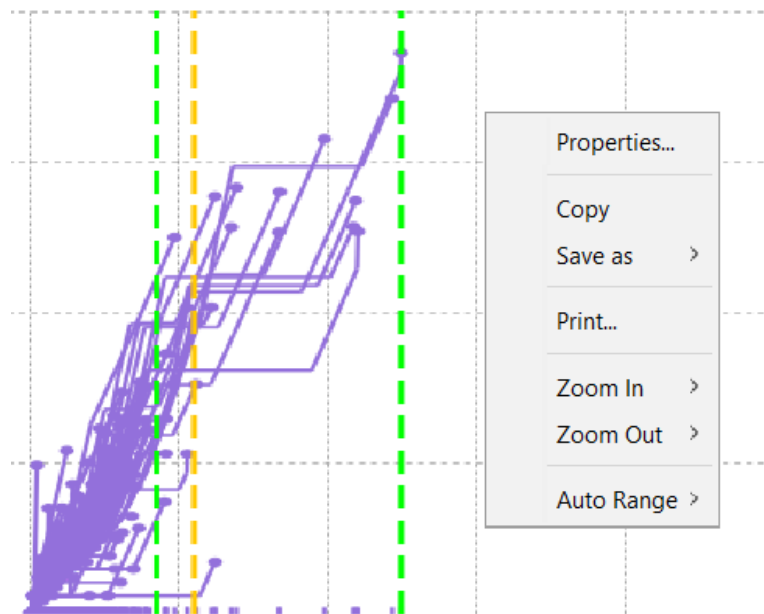 Properties...
Copy
Save as
Print...
Zoom In
Zoom Out
Auto Range